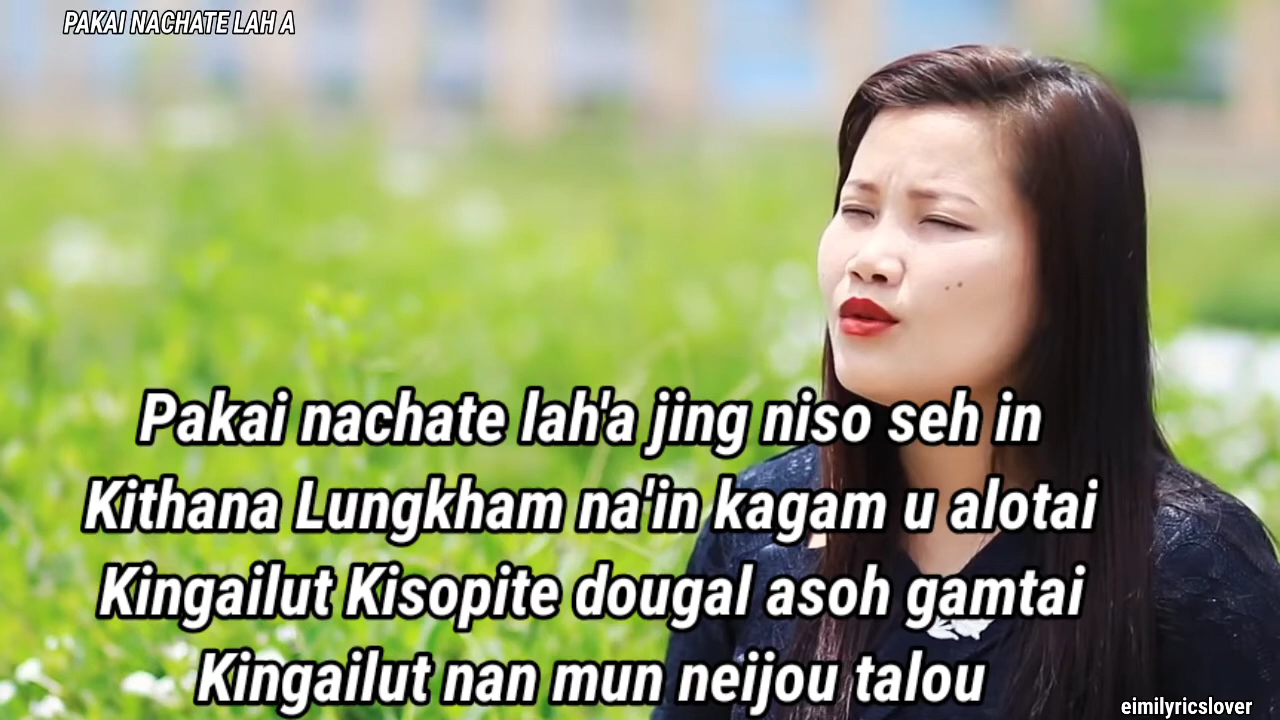 PAKAI NACHATE LAH A
Pakai nachate lah'a jing niso seh in
Kithana Lungkham na'in kagam u alotai
Kingailut Kisopite dougal asoh gamtai
Kingailut nan mun neijou talou
eimilyricslover